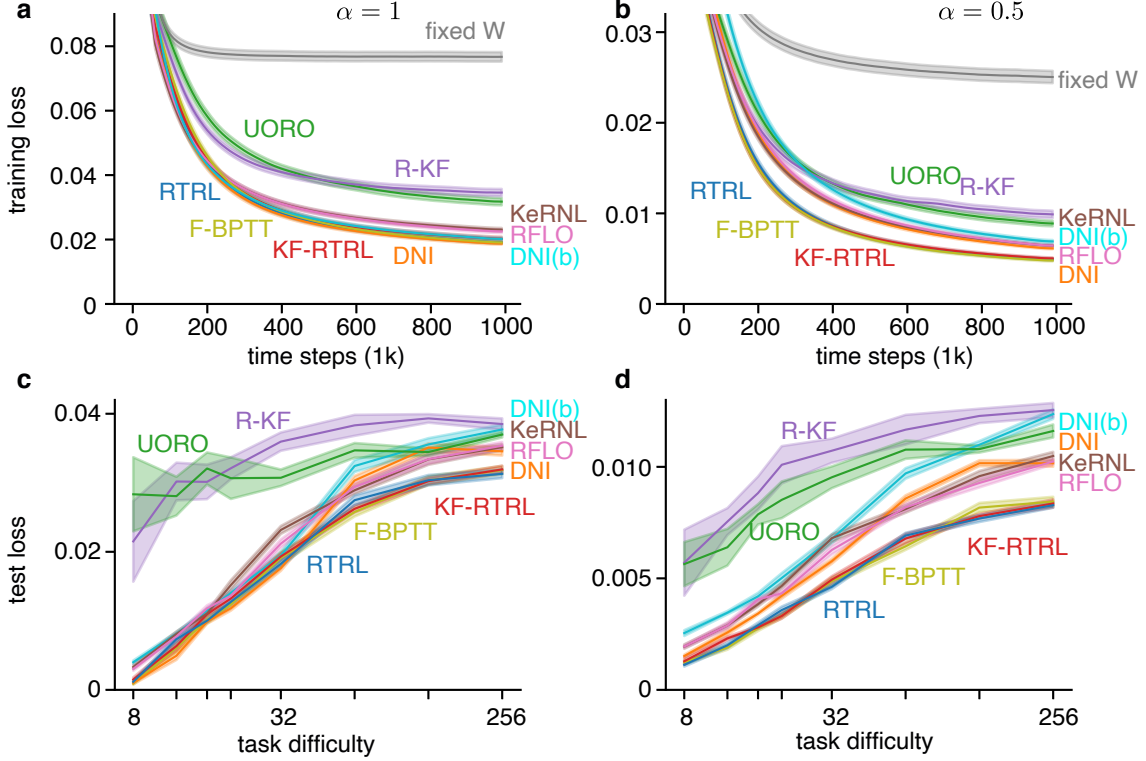 a
α = 1
fixed W
0.08
0.06
0.04
0.02
0
training loss
UORO
R-KF
RTRL
F-BPTT
KF-RTRL
DNI
KeRNL
RFLO
DNI(b)
0
200
400
600
800
1000
time steps (1k)
b
α = 0.5
fixed W
0.03
0.02
0.01
0
RTRL
F-BPTT
KF-RTRL
UORO
R-KF
KeRNL
DNI(b)
RFLO
DNI
0
200
400
600
800
1000
time steps (1k)
c
0.04
0.02
0
test loss
UORO
R-KF
DNI(b)
KeRNL
RFLO
DNI
KF-RTRL
F-BPTT
RTRL
8
32
256
task difficulty
d
0.010
0.005
0
R-KF
UORO
DNI(b)
DNI
KeRNL
RFLO
KF-RTRL
F-BPTT
RTRL
8
32
256
task difficulty